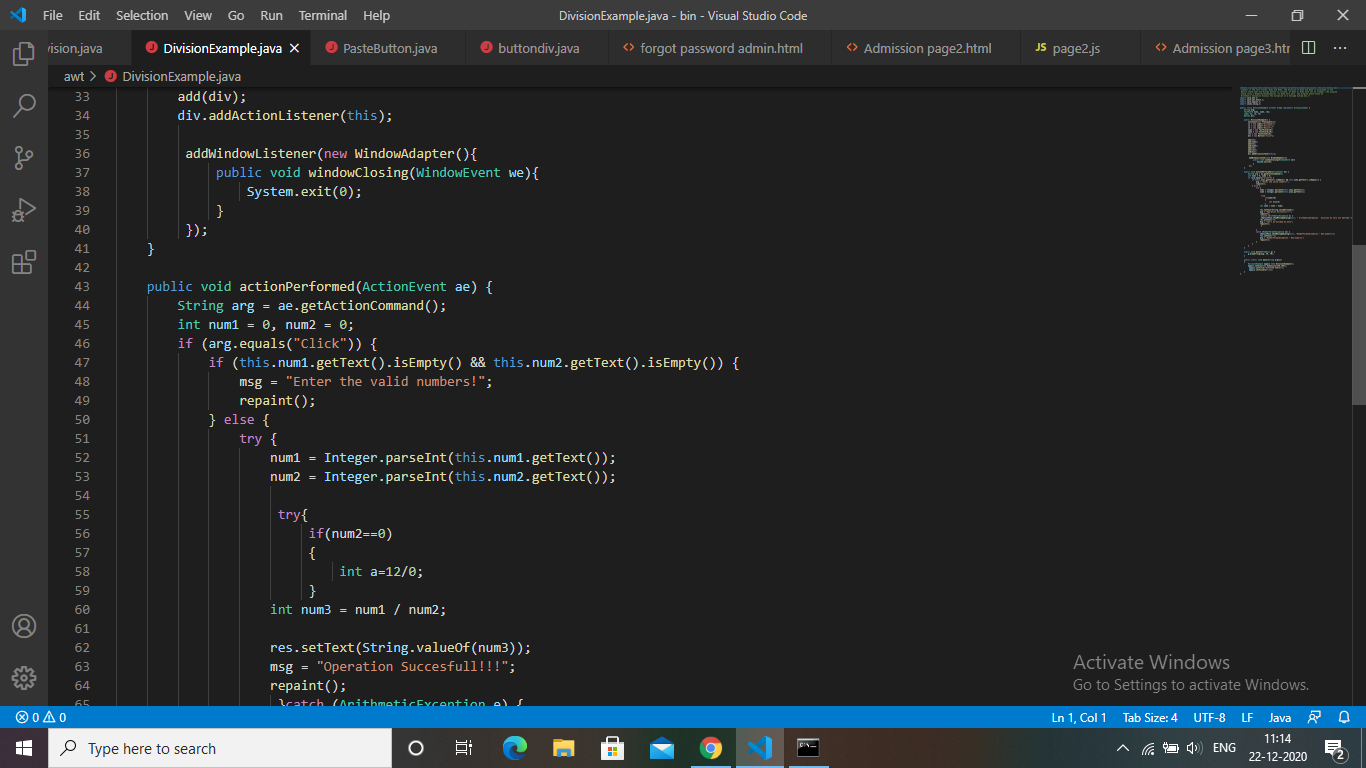 File Edit Selection View Go Run Terminal Help DivisionExample.java - bin - Visual Studio Code
ivision.java DivisionExample.java PasteButton.java buttondiv.java forgot password admin.html Admission page2.html JS page2.js Admission page3.htr
awt > DivisionExample.java
33 add(div);
34 div.addActionListener(this);
35
36 addWindowListener(new WindowAdapter(){
37 public void windowClosing(WindowEvent we){
38 System.exit(0);
39 }
40 });
41 }
42
43 public void actionPerformed(ActionEvent ae) {
44 String arg = ae.getActionCommand();
45 int num1 = 0, num2 = 0;
46 if (arg.equals("Click")) {
47 if (this.num1.getText().isEmpty() && this.num2.getText().isEmpty()) {
48 msg = "Enter the valid numbers!";
49 repaint();
50 } else {
51 try {
52 num1 = Integer.parseInt(this.num1.getText());
53 num2 = Integer.parseInt(this.num2.getText());
54
55 try{
56 if(num2==0)
57 {
58 int a=12/0;
59 }
60 int num3 = num1 / num2;
61
62 res.setText(String.valueOf(num3));
63 msg = "Operation Succesfull!!!";
64 repaint();
65 }catch (ArithmeticException e) {
Activate Windows
Go to Settings to activate Windows.
0 0 Ln 1, Col 1 Tab Size: 4 UTF-8 LF Java
Type here to search ENG 11:14
22-12-2020 2